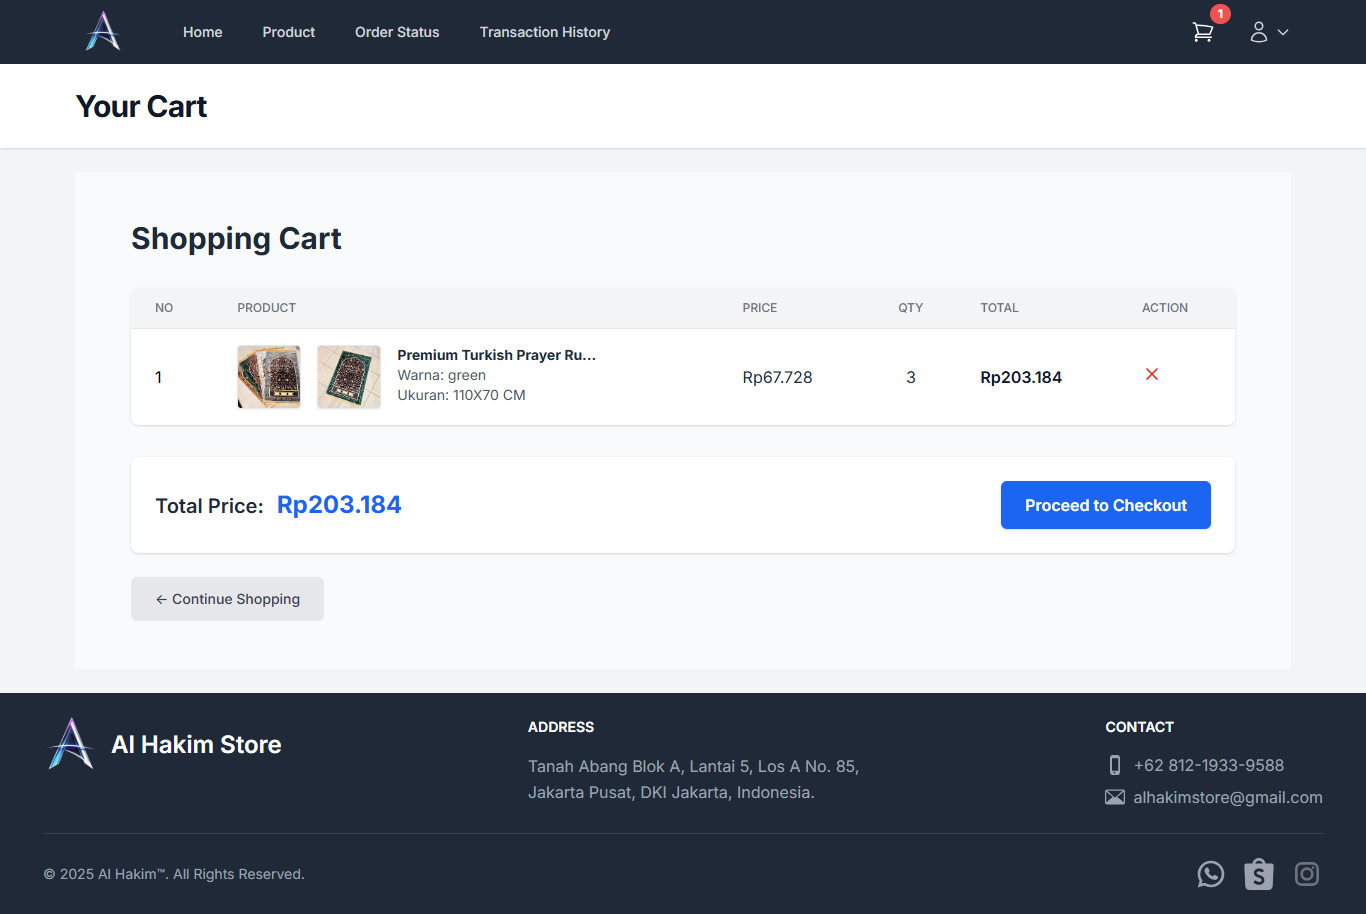 Home Product Order Status Transaction History 1
Your Cart
Shopping Cart
NO PRODUCT PRICE QTY TOTAL ACTION
1 Premium Turkish Prayer Ru... Rp67.728 3 Rp203.184
Warna: green
Ukuran: 110X70 CM
Total Price: Rp203.184 Proceed to Checkout
← Continue Shopping
Al Hakim Store
ADDRESS
Tanah Abang Blok A, Lantai 5, Los A No. 85,
Jakarta Pusat, DKI Jakarta, Indonesia.
CONTACT
+62 812-1933-9588
alhakimstore@gmail.com
© 2025 Al Hakim™. All Rights Reserved.